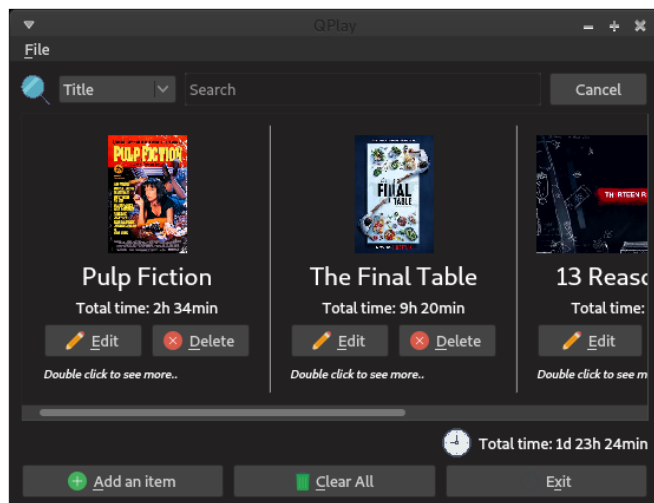 QPlay
File
Title
Search
Cancel
PULP FICTION
FINAL
TABLE
THIRTEEN R
Pulp Fiction
The Final Table
13 Reaso
Total time: 2h 34min
Total time: 9h 20min
Total time:
Edit
Delete
Edit
Delete
Edit
Double click to see more..
Double click to see more..
Double click to see m
Total time: 1d 23h 24min
Add an item
Clear All
Exit